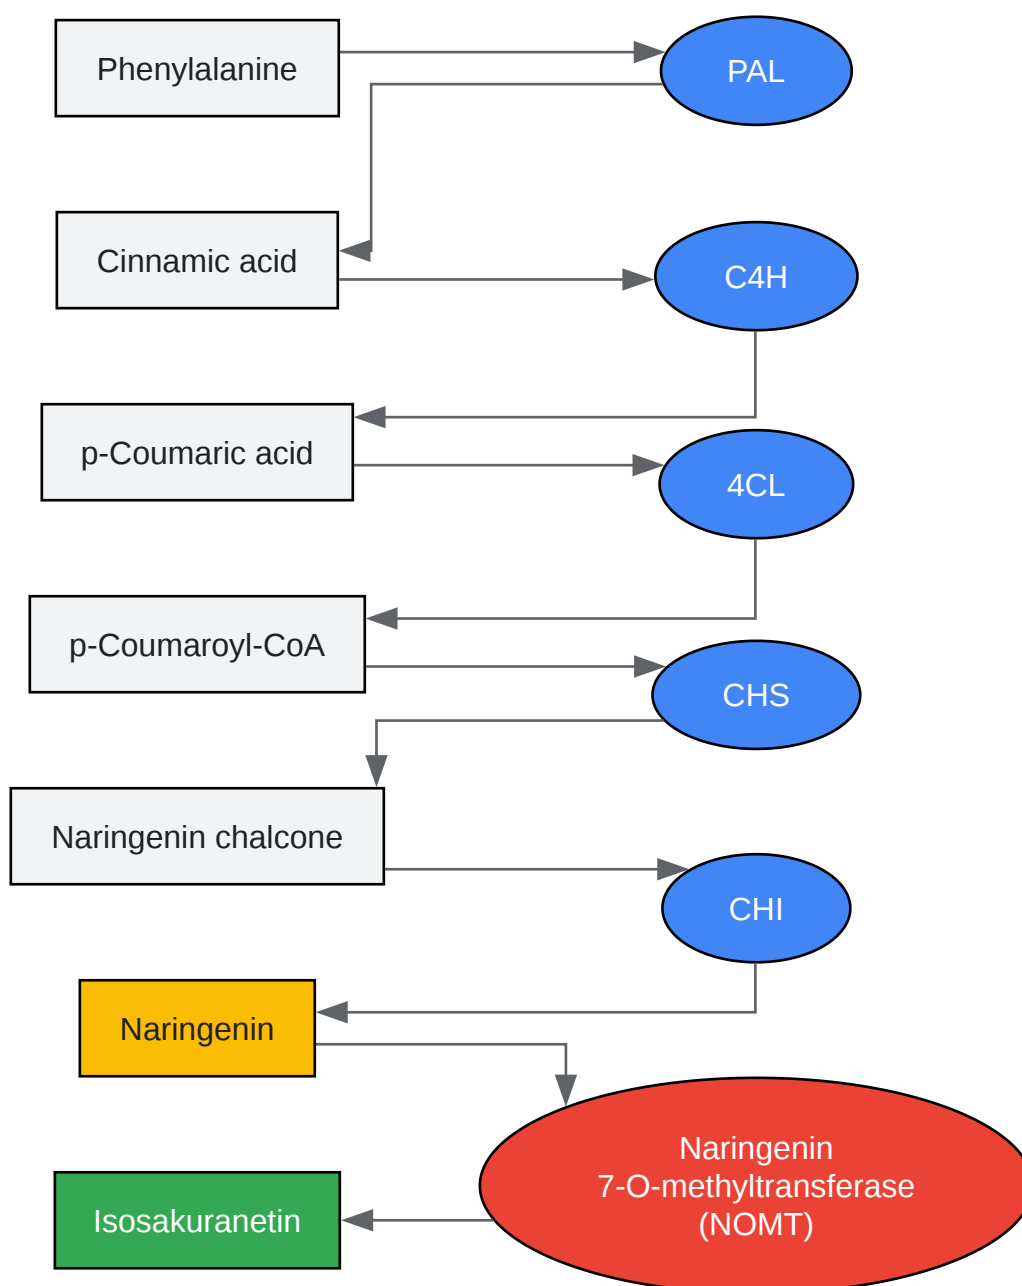 Phenylalanine
PAL
Cinnamic acid
C4H
p-Coumaric acid
4CL
p-Coumaroyl-CoA
CHS
Naringenin chalcone
CHI
Naringenin
Naringenin
7-O-methyltransferase
(NOMT)
Isosakuranetin